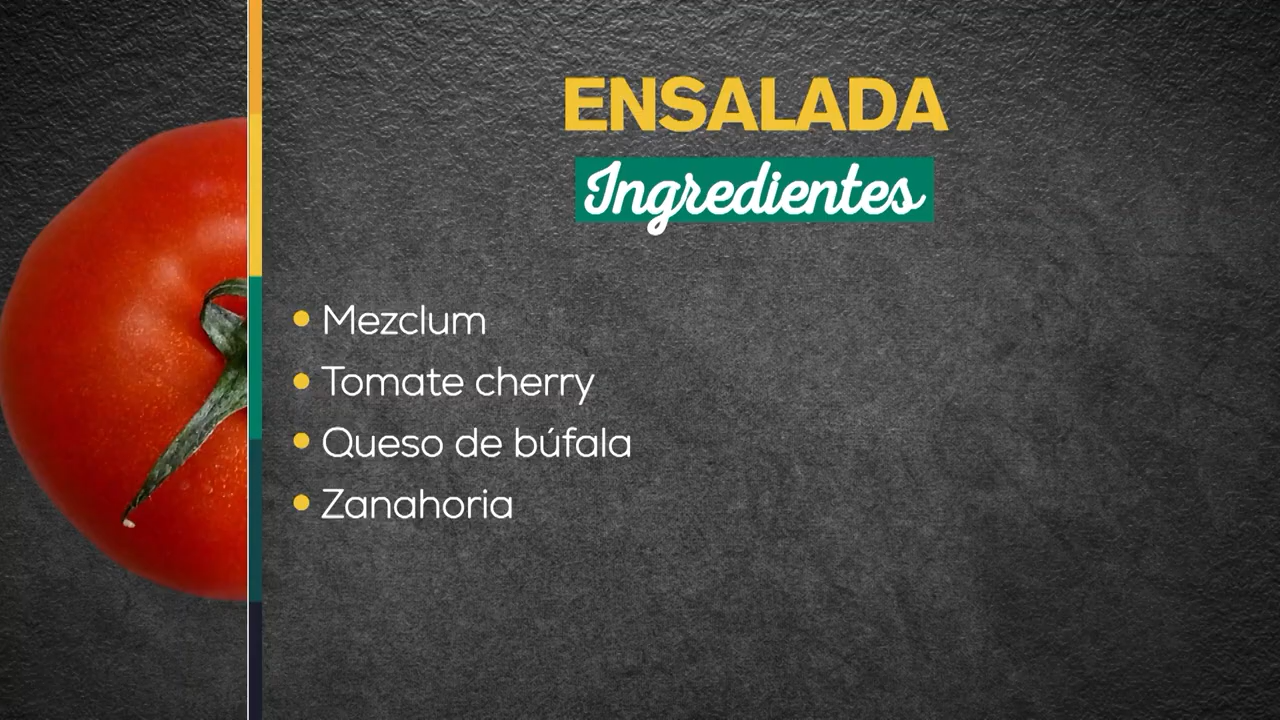 ENSALADA
Ingredientes
Mezclum
Tomate cherry
Queso de búfala
Zanahoria